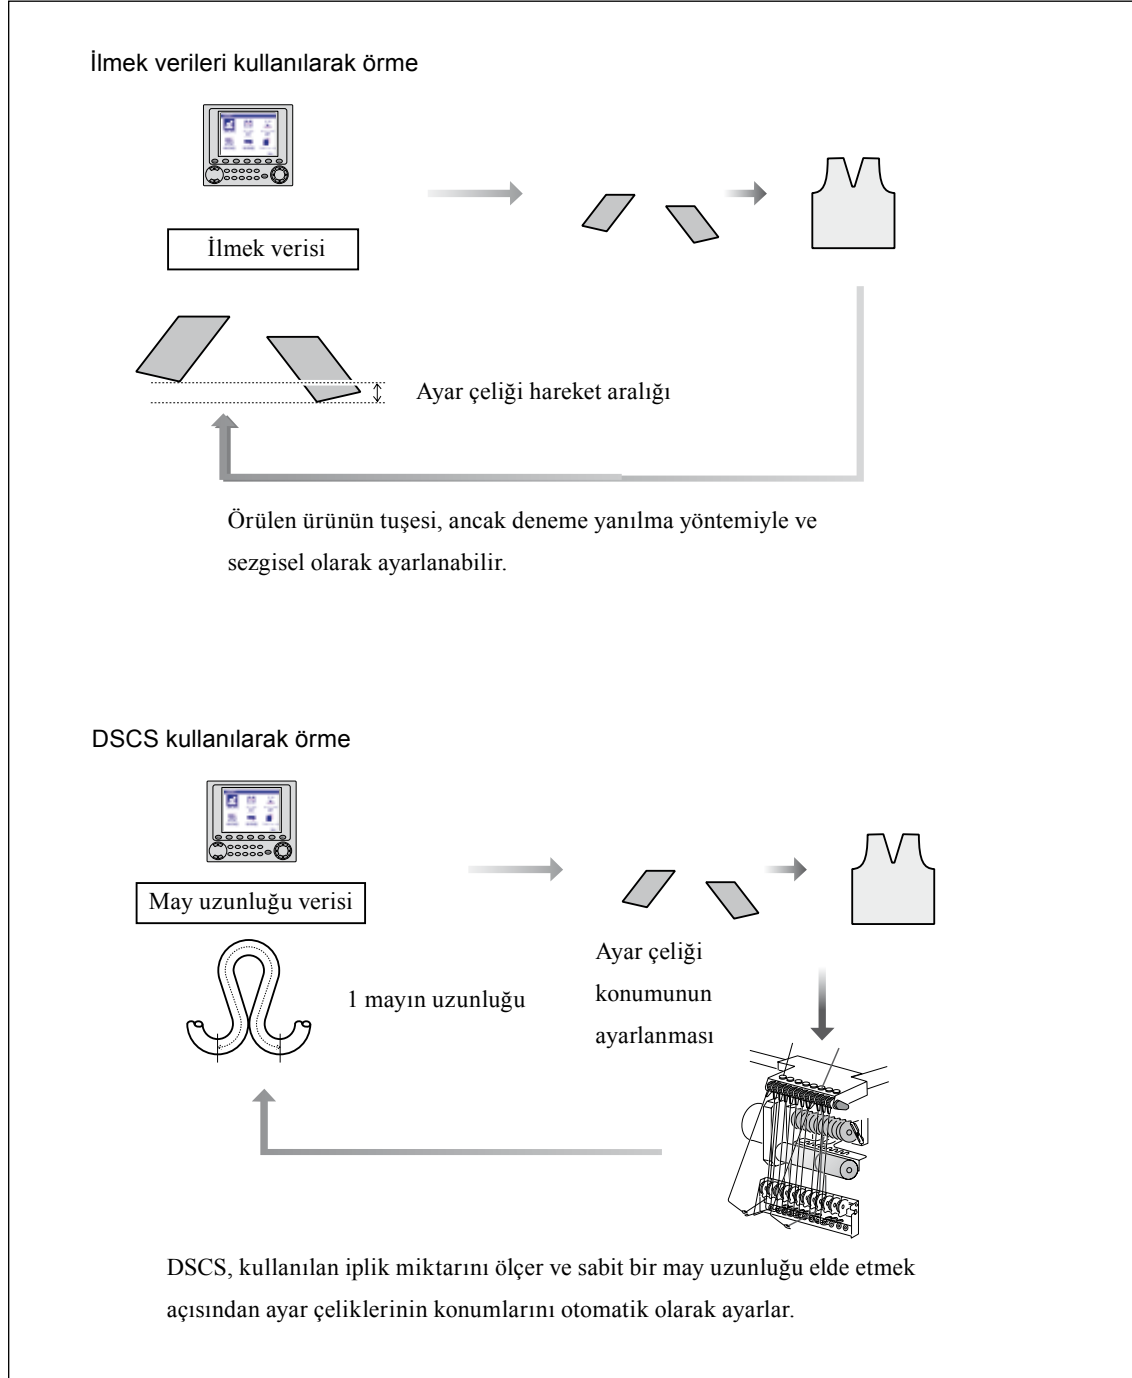 İlmek verileri kullanılarak örme
İlmek verisi
Ayar çeliği hareket aralığı
Örülen ürünün tuşesi, ancak deneme yanılma yöntemiyle ve
sezgisel olarak ayarlanabilir.
DSCS kullanılarak örme
May uzunluğu verisi
1 mayın uzunluğu
Ayar çeliği
konumunun
ayarlanması
DSCS, kullanılan iplik miktarını ölçer ve sabit bir may uzunluğu elde etmek
açısından ayar çeliklerinin konumlarını otomatik olarak ayarlar.